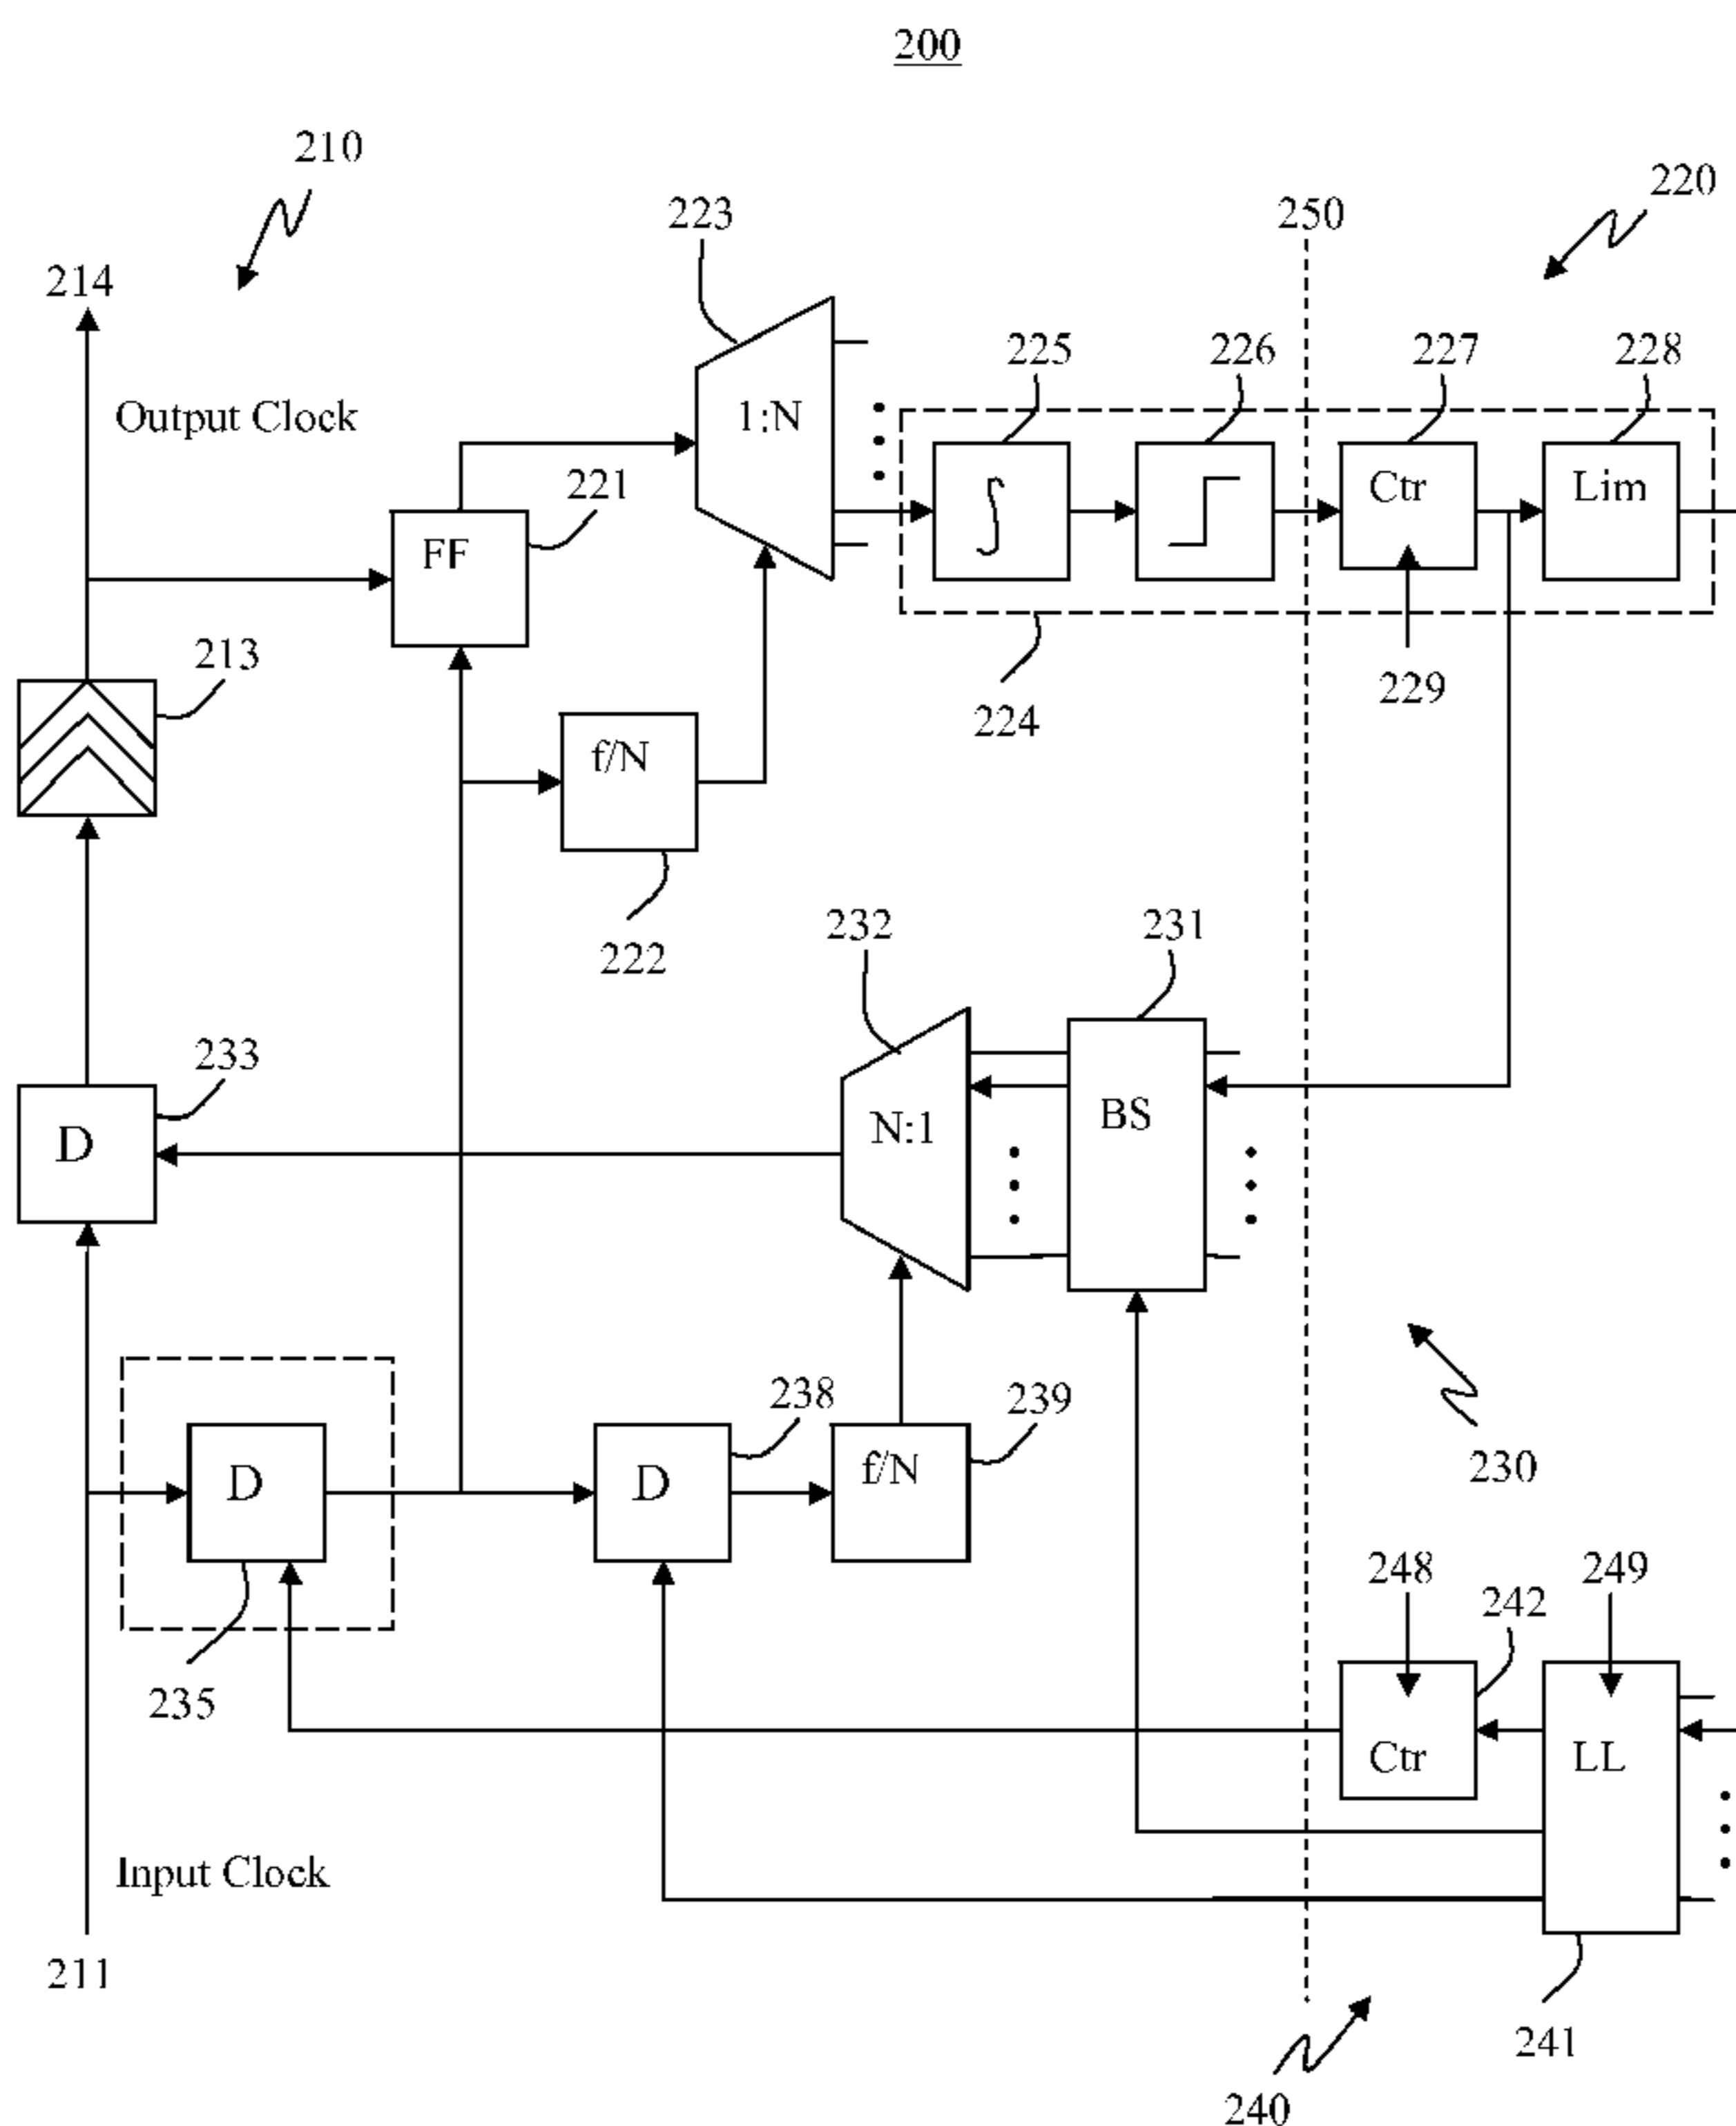 200
210
220
223
250
214
225
226
227
228
Output Clock
1:N
Ctr
Lim
221
FF
213
229
224
f/N
222
232
231
233
N:1
BS
D
238
239
230
D
D
f/N
248
249
242
235
Ctr
LL
Input Clock
211
241
240